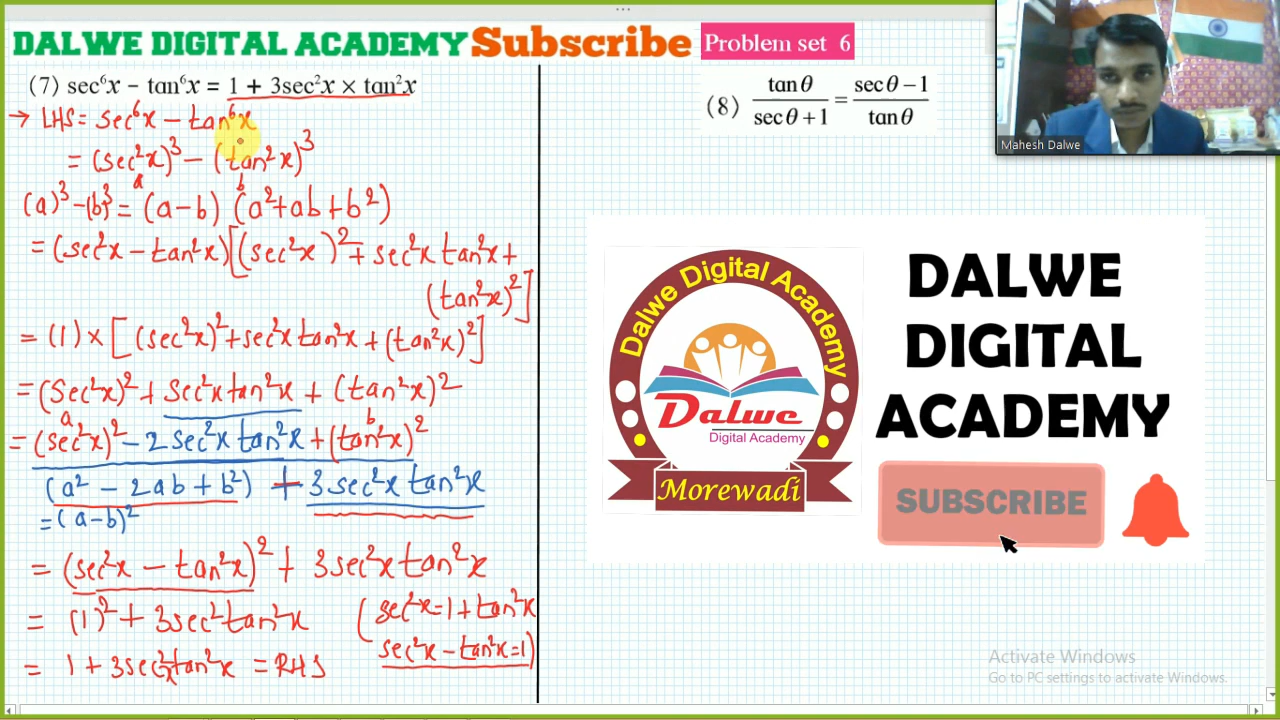 DALWE DIGITAL ACADEMY Subscribe Problem set 6
(7) sec⁶x − tan⁶x = 1 + 3sec²x × tan²x
→ LHS = sec⁶x − tan⁶x
= (sec²x)³ − (tan²x)³
a b
(a)³ − (b)³ = (a−b) (a² + ab + b²)
= (sec²x − tan²x) [(sec²x)² + sec²x tan²x +
(tan²x)²]
= (1) × [(sec²x)² + sec²x tan²x + (tan²x)²]
= (sec²x)² + sec²x tan²x + (tan²x)²
a b
= (sec²x)² − 2sec²x tan²x + (tan²x)²
(a² − 2ab + b²) + 3sec²x tan²x
= (a−b)²
= (sec²x − tan²x)² + 3sec²x tan²x
= (1)² + 3sec² tan²x (sec²x = 1 + tan²x
sec²x − tan²x = 1)
= 1 + 3sec²x tan²x = RHS
(8) tanθ / secθ + 1 = secθ − 1 / tanθ
Mahesh Dalwe
Dalwe Digital Academy
Dalwe
Digital Academy
Morewadi
DALWE
DIGITAL
ACADEMY
SUBSCRIBE
Activate Windows
Go to PC settings to activate Windows.